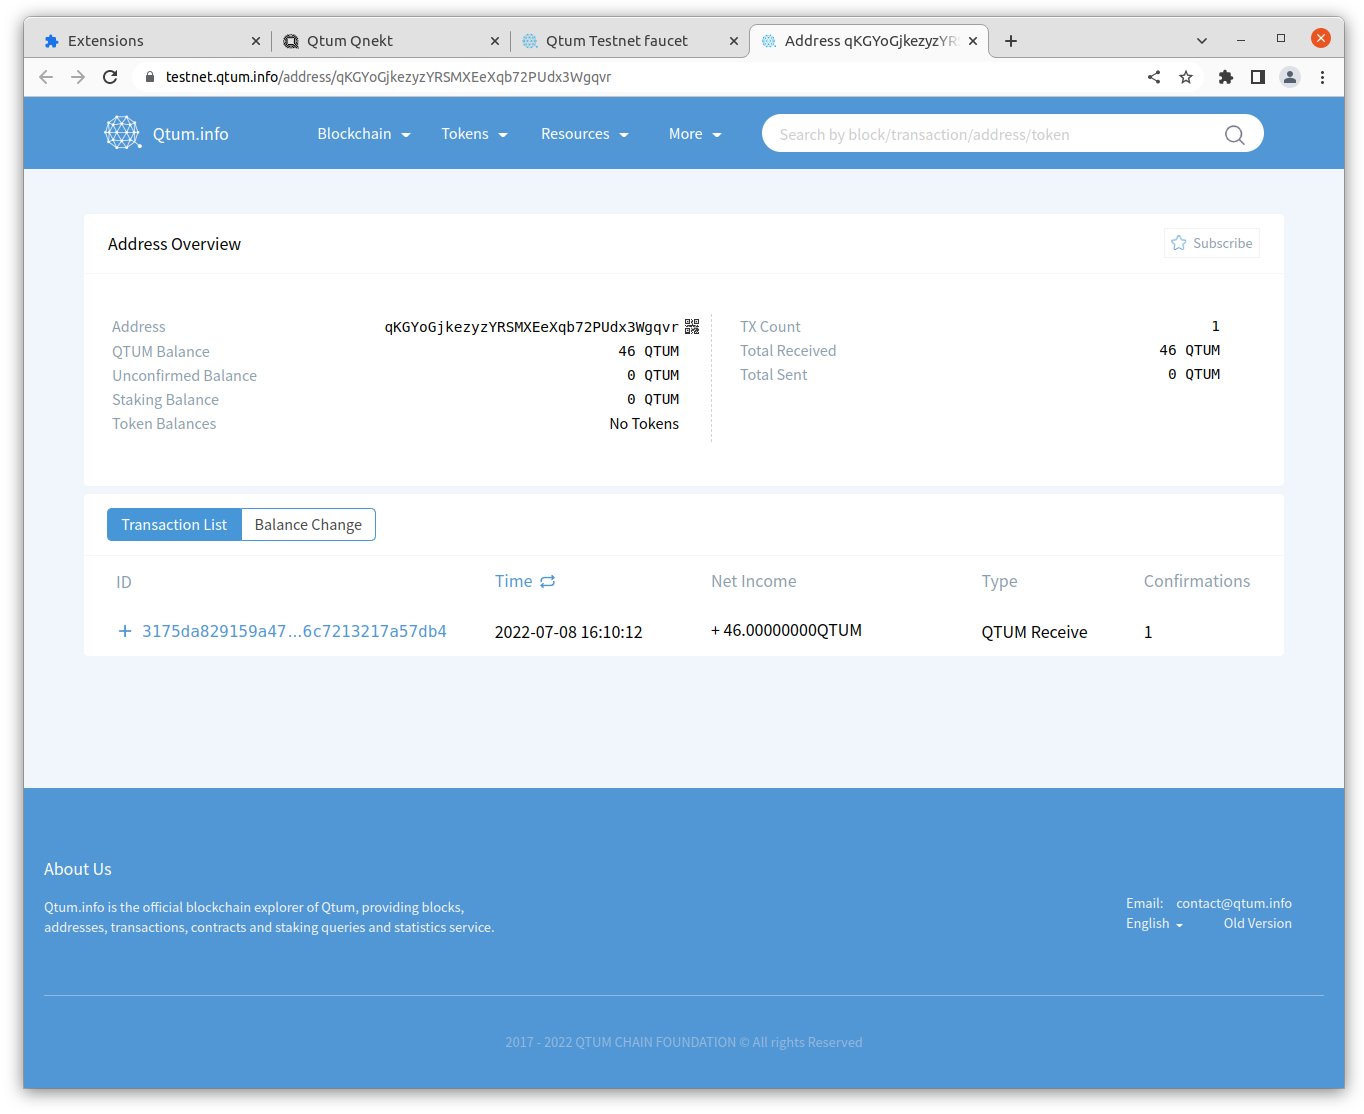 Extensions
Qtum Qnekt
Qtum Testnet faucet
Address qKGYoGjkezyzYRS
testnet.qtum.info/address/qKGYoGjkezyzYRSMXEeXqb72PUdx3Wgqvr
Qtum.info
Blockchain
Tokens
Resources
More
Search by block/transaction/address/token
Address Overview
Subscribe
Address qKGYoGjkezyzYRSMXEeXqb72PUdx3Wgqvr
QTUM Balance 46 QTUM
Unconfirmed Balance 0 QTUM
Staking Balance 0 QTUM
Token Balances No Tokens
TX Count 1
Total Received 46 QTUM
Total Sent 0 QTUM
Transaction List Balance Change
ID Time Net Income Type Confirmations
+ 3175da829159a47...6c7213217a57db4 2022-07-08 16:10:12 + 46.00000000QTUM QTUM Receive 1
About Us
Qtum.info is the official blockchain explorer of Qtum, providing blocks,
addresses, transactions, contracts and staking queries and statistics service.
Email: contact@qtum.info
English Old Version
2017 - 2022 QTUM CHAIN FOUNDATION © All rights Reserved